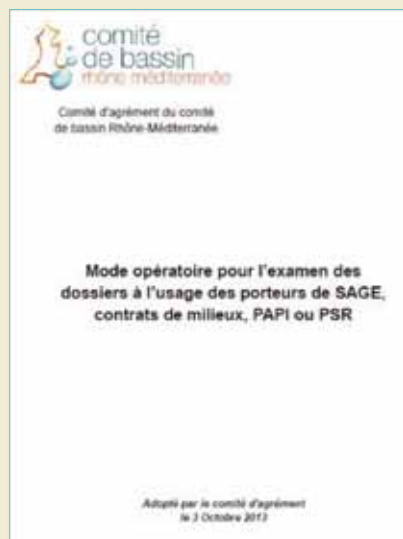 comité
de bassin
rhône méditerranée
Comité d'agrément du comité
de bassin Rhône-Méditerranée
Mode opératoire pour l'examen des
dossiers à l'usage des porteurs de SAGE,
contrats de milieux, PAPI ou PSR
Adopté par le comité d'agrément
le 3 Octobre 2013